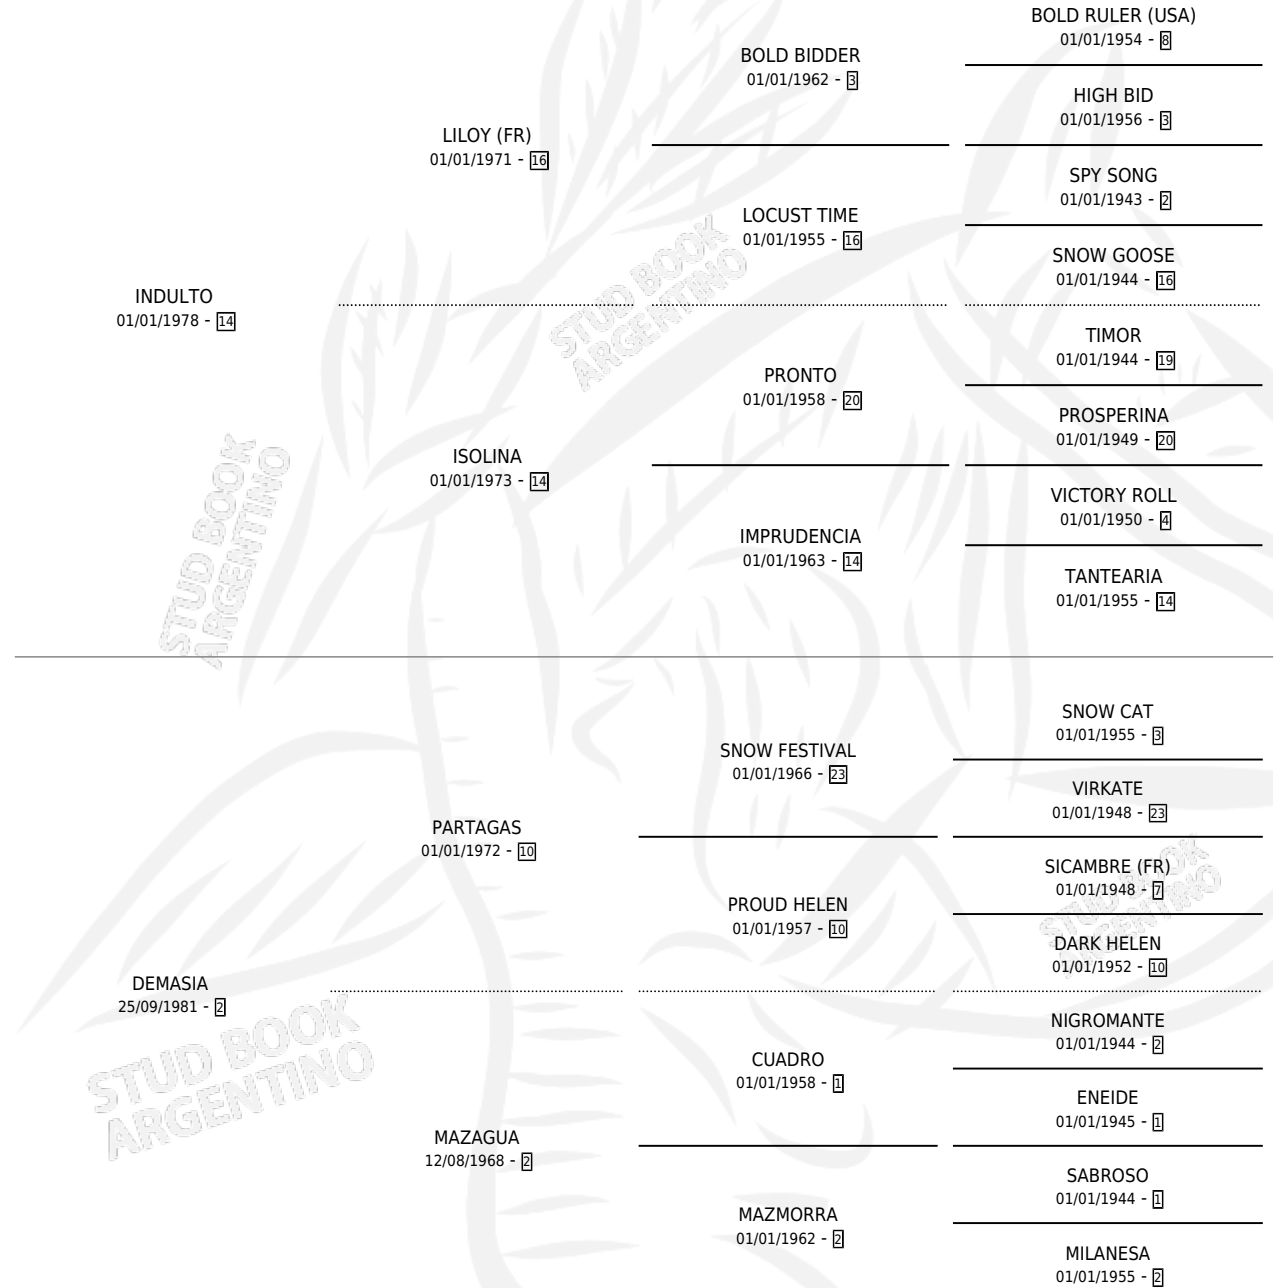 BOLD RULER (USA)
01/01/1954 - 8
BOLD BIDDER
01/01/1962 - 3
HIGH BID
01/01/1956 - 3
LILOY (FR)
01/01/1971 - 16
SPY SONG
01/01/1943 - 2
LOCUST TIME
01/01/1955 - 16
SNOW GOOSE
01/01/1944 - 16
INDULTO
01/01/1978 - 14
TIMOR
01/01/1944 - 19
PRONTO
01/01/1958 - 20
PROSPERINA
01/01/1949 - 20
ISOLINA
01/01/1973 - 14
VICTORY ROLL
01/01/1950 - 4
IMPRUDENCIA
01/01/1963 - 14
TANTEARIA
01/01/1955 - 14
SNOW CAT
01/01/1955 - 3
SNOW FESTIVAL
01/01/1966 - 23
VIRKATE
01/01/1948 - 23
PARTAGAS
01/01/1972 - 10
SICAMBRE (FR)
01/01/1948 - 7
PROUD HELEN
01/01/1957 - 10
DARK HELEN
01/01/1952 - 10
DEMASIA
25/09/1981 - 2
NIGROMANTE
01/01/1944 - 2
CUADRO
01/01/1958 - 1
ENEIDE
01/01/1945 - 1
MAZAGUA
12/08/1968 - 2
SABROSO
01/01/1944 - 1
MAZMORRA
01/01/1962 - 2
MILANESA
01/01/1955 - 2
STUD BOOK
ARGENTINO
STUD BOOK
ARGENTINO
STUD BOOK
ARGENTINO
STUD BOOK
ARGENTINO